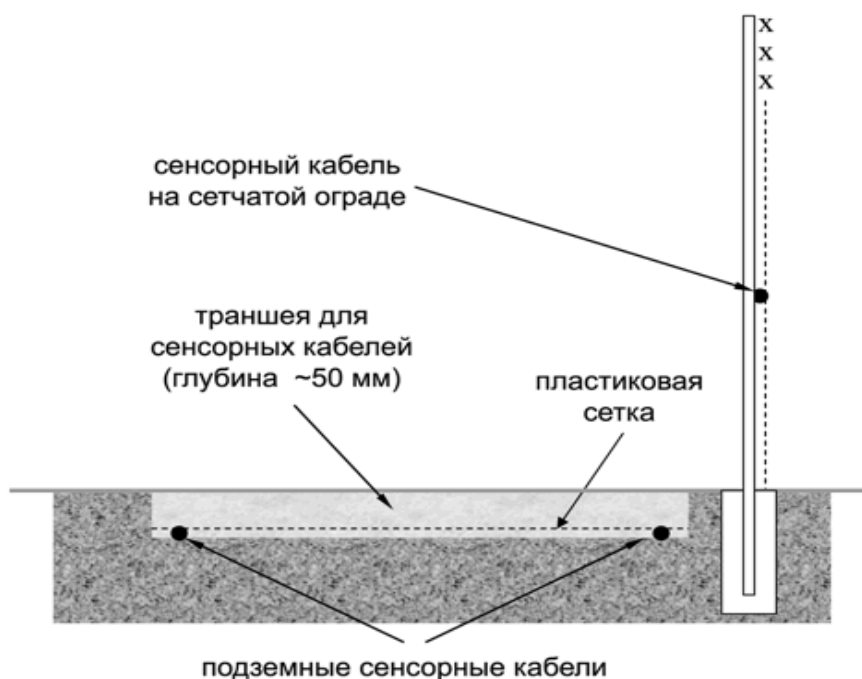 x
x
x
сенсорный кабель
на сетчатой ограде
траншея для
сенсорных кабелей
(глубина ~50 мм)
пластиковая
сетка
подземные сенсорные кабели